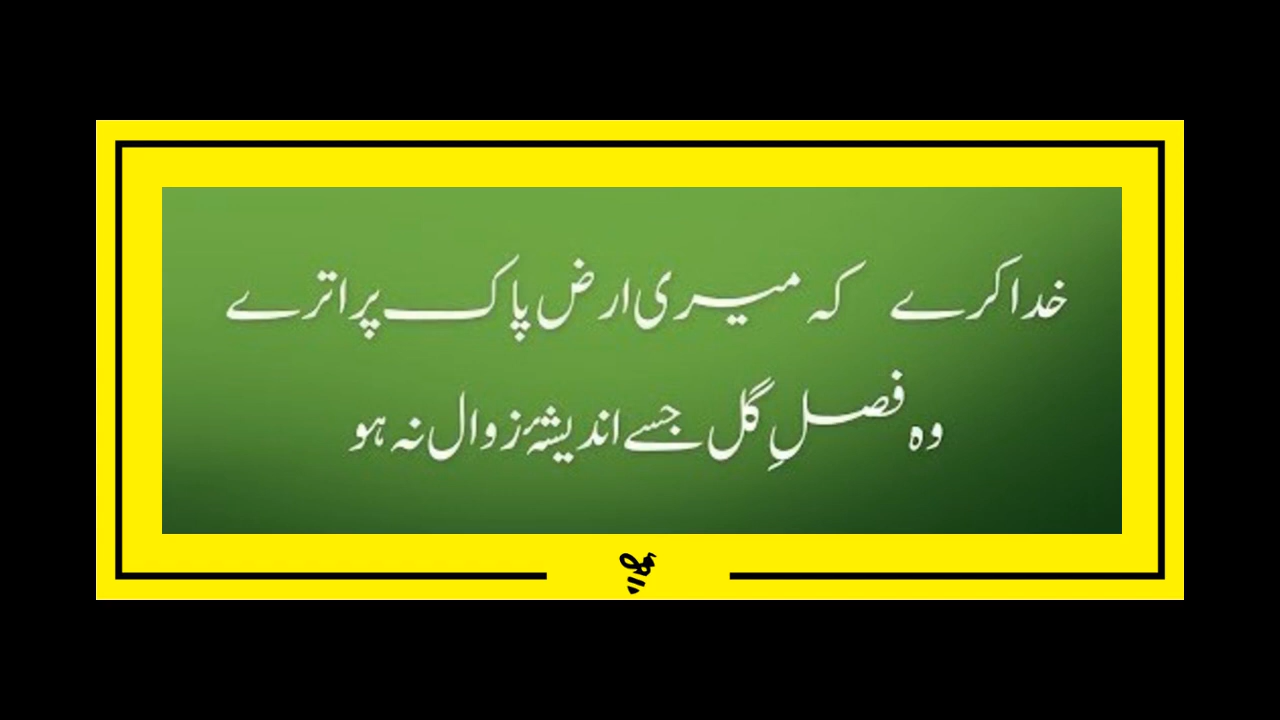 خدا کرے کہ میری ارض پاک پر اترے
وہ فصلِ گل جسے اندیشۂ زوال نہ ہو